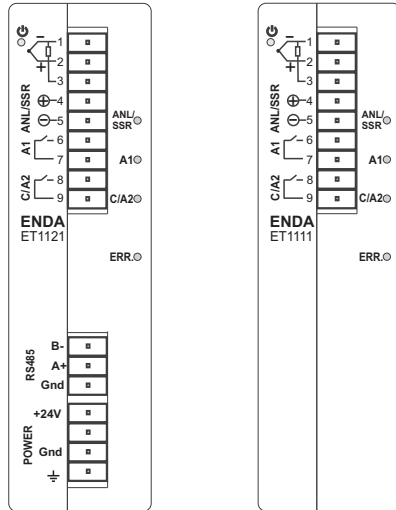 1
2
3
ANL/SSR
4
5
ANL/
SSR
A1
6
7
A1
C/A2
8
9
C/A2
ENDA
ET1121
ERR.
RS485
B-
A+
Gnd
POWER
+24V
Gnd
1
2
3
ANL/SSR
4
5
ANL/
SSR
A1
6
7
A1
C/A2
8
9
C/A2
ENDA
ET1111
ERR.